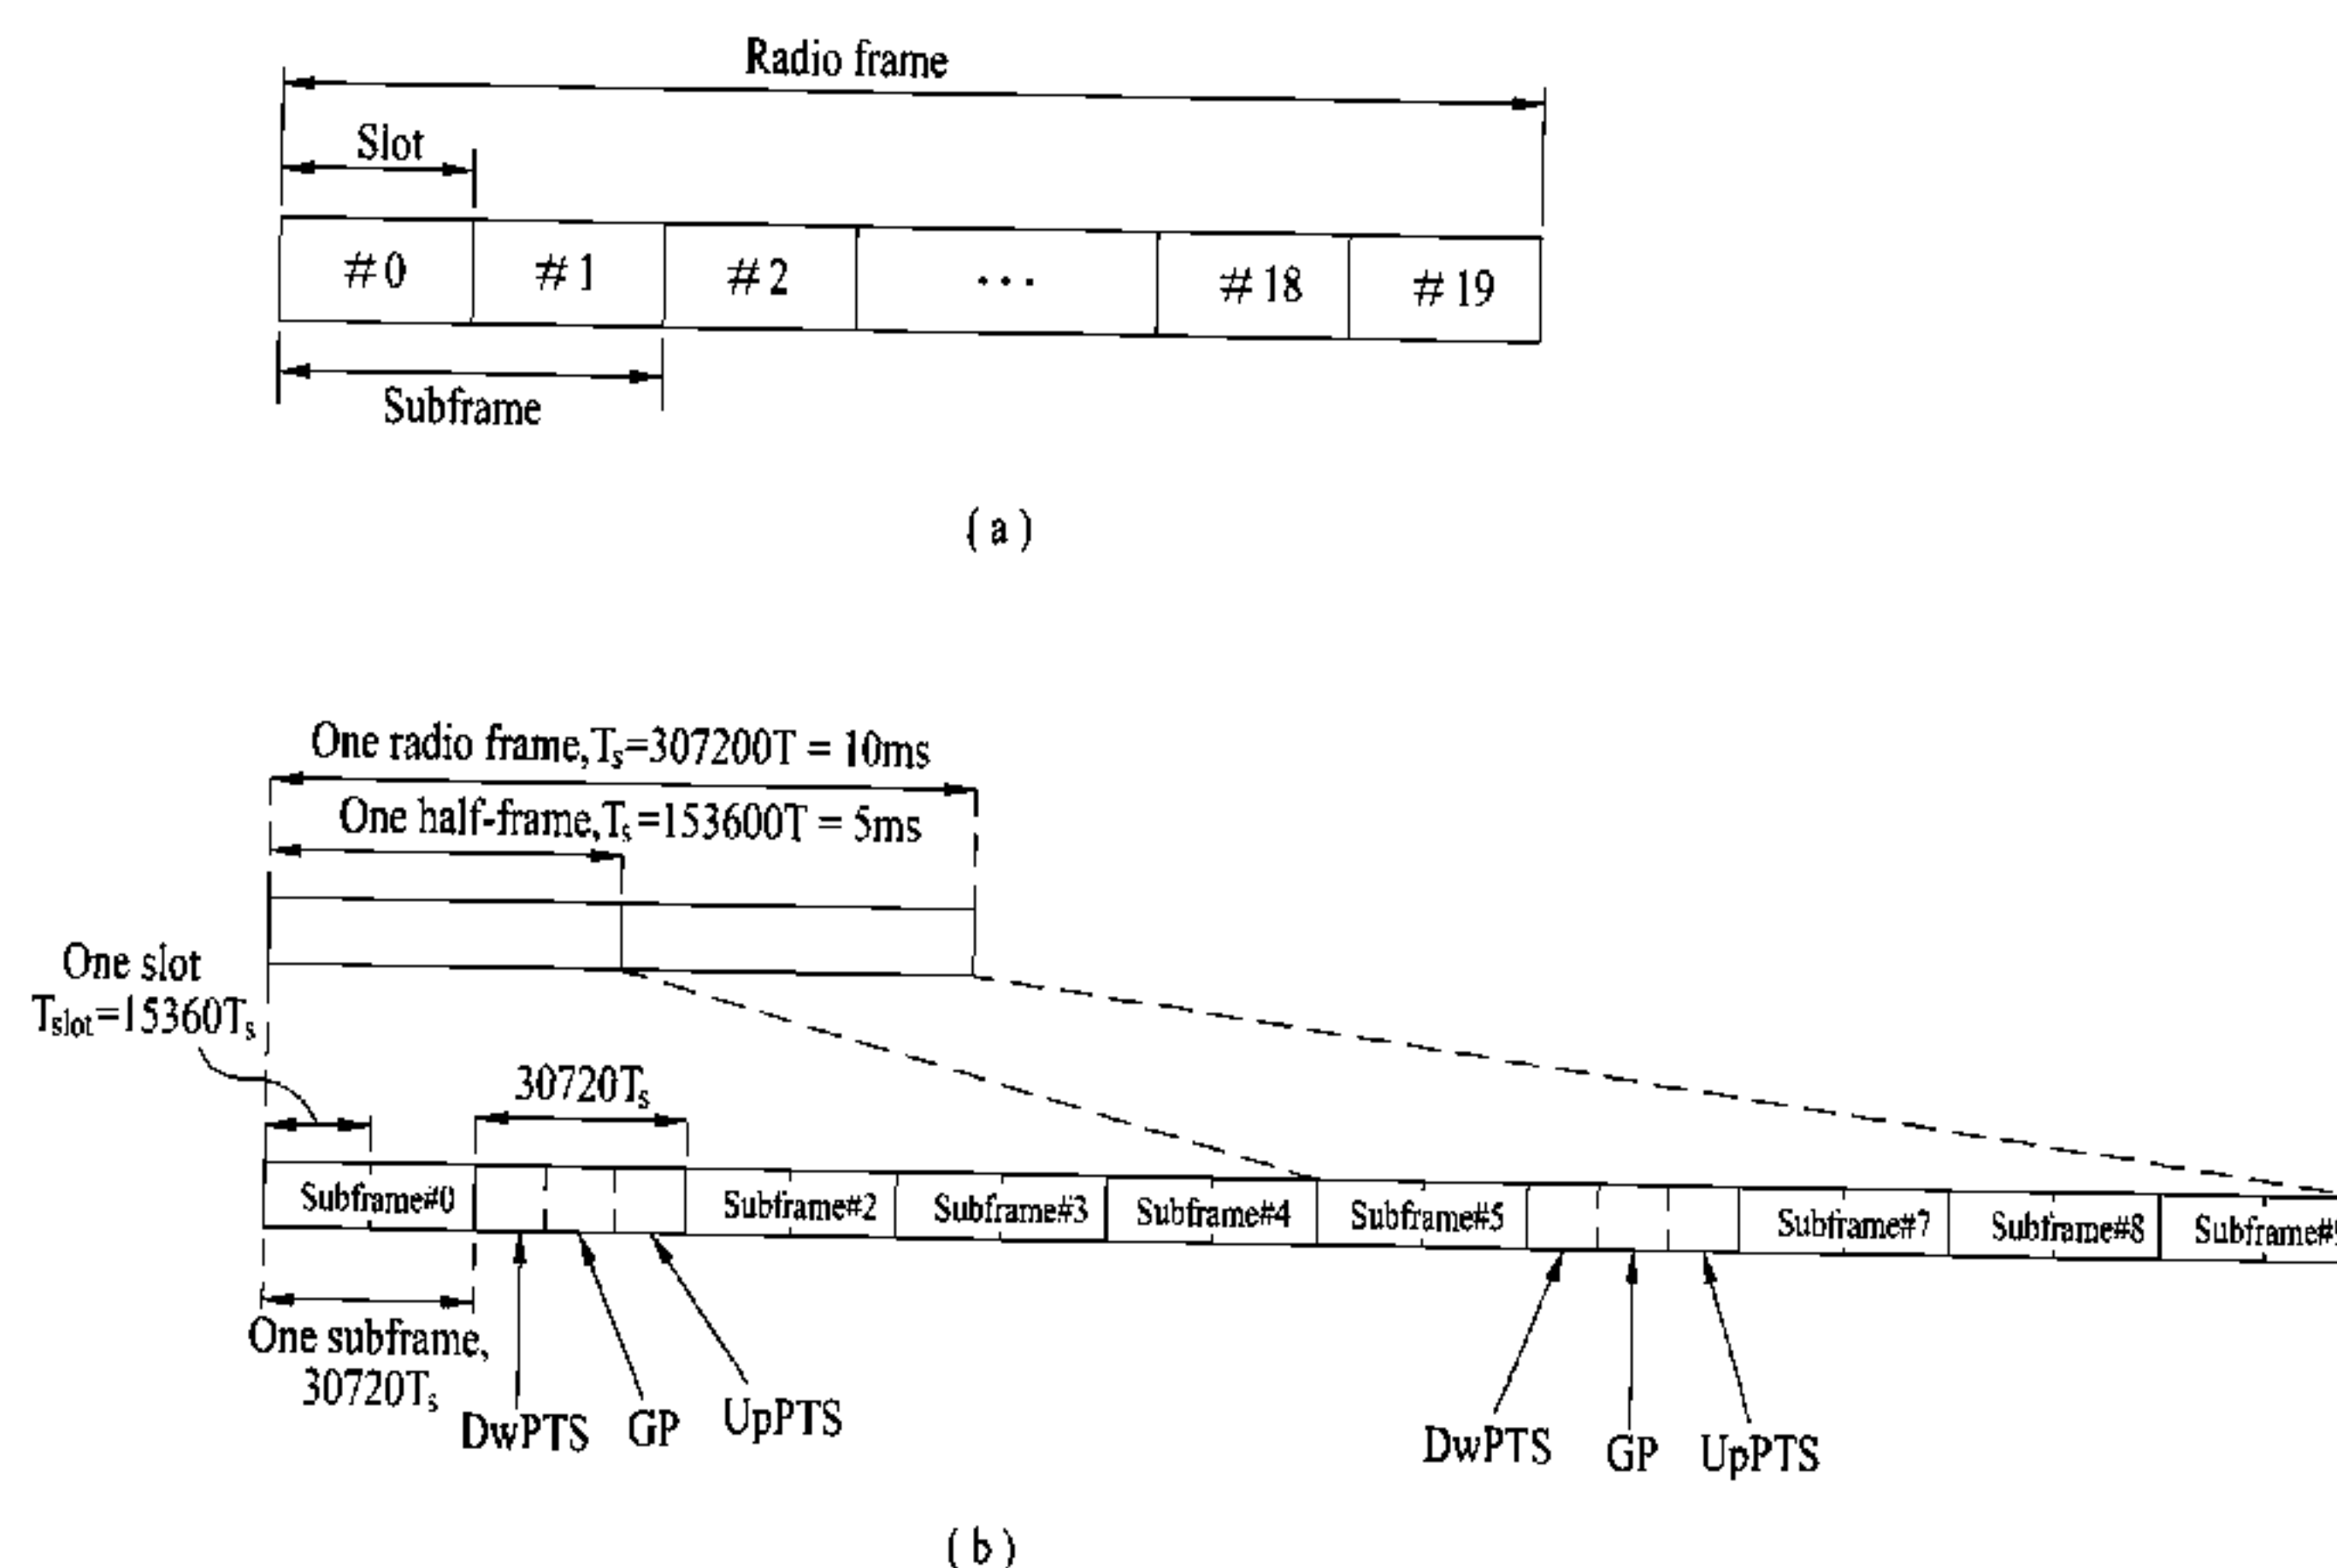 Radio frame
Slot
#0 #1 #2 ... #18 #19
Subframe
(a)
One radio frame,Ts=307200T = 10ms
One half-frame,Ts=153600T = 5ms
One slot
Tslot=15360Ts
30720Ts
Subframe#0 Subframe#2 Subframe#3 Subframe#4 Subframe#5 Subframe#7 Subframe#8 Subframe#9
One subframe,
30720Ts
DwPTS GP UpPTS DwPTS GP UpPTS
(b)